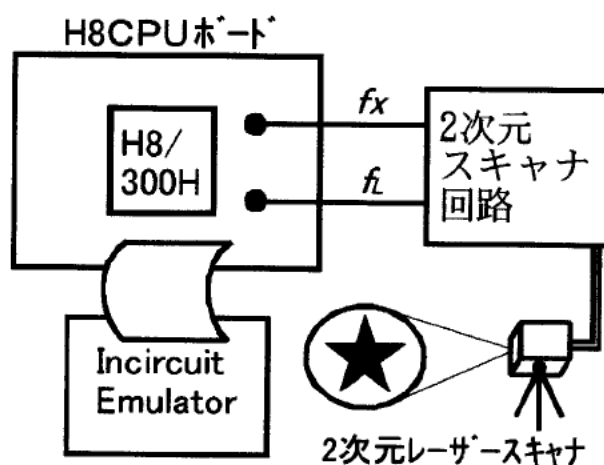 H8CPUボード
H8/
300H
fx
fL
2次元
スキャナ
回路
Incircuit
Emulator
2次元レーザースキャナ